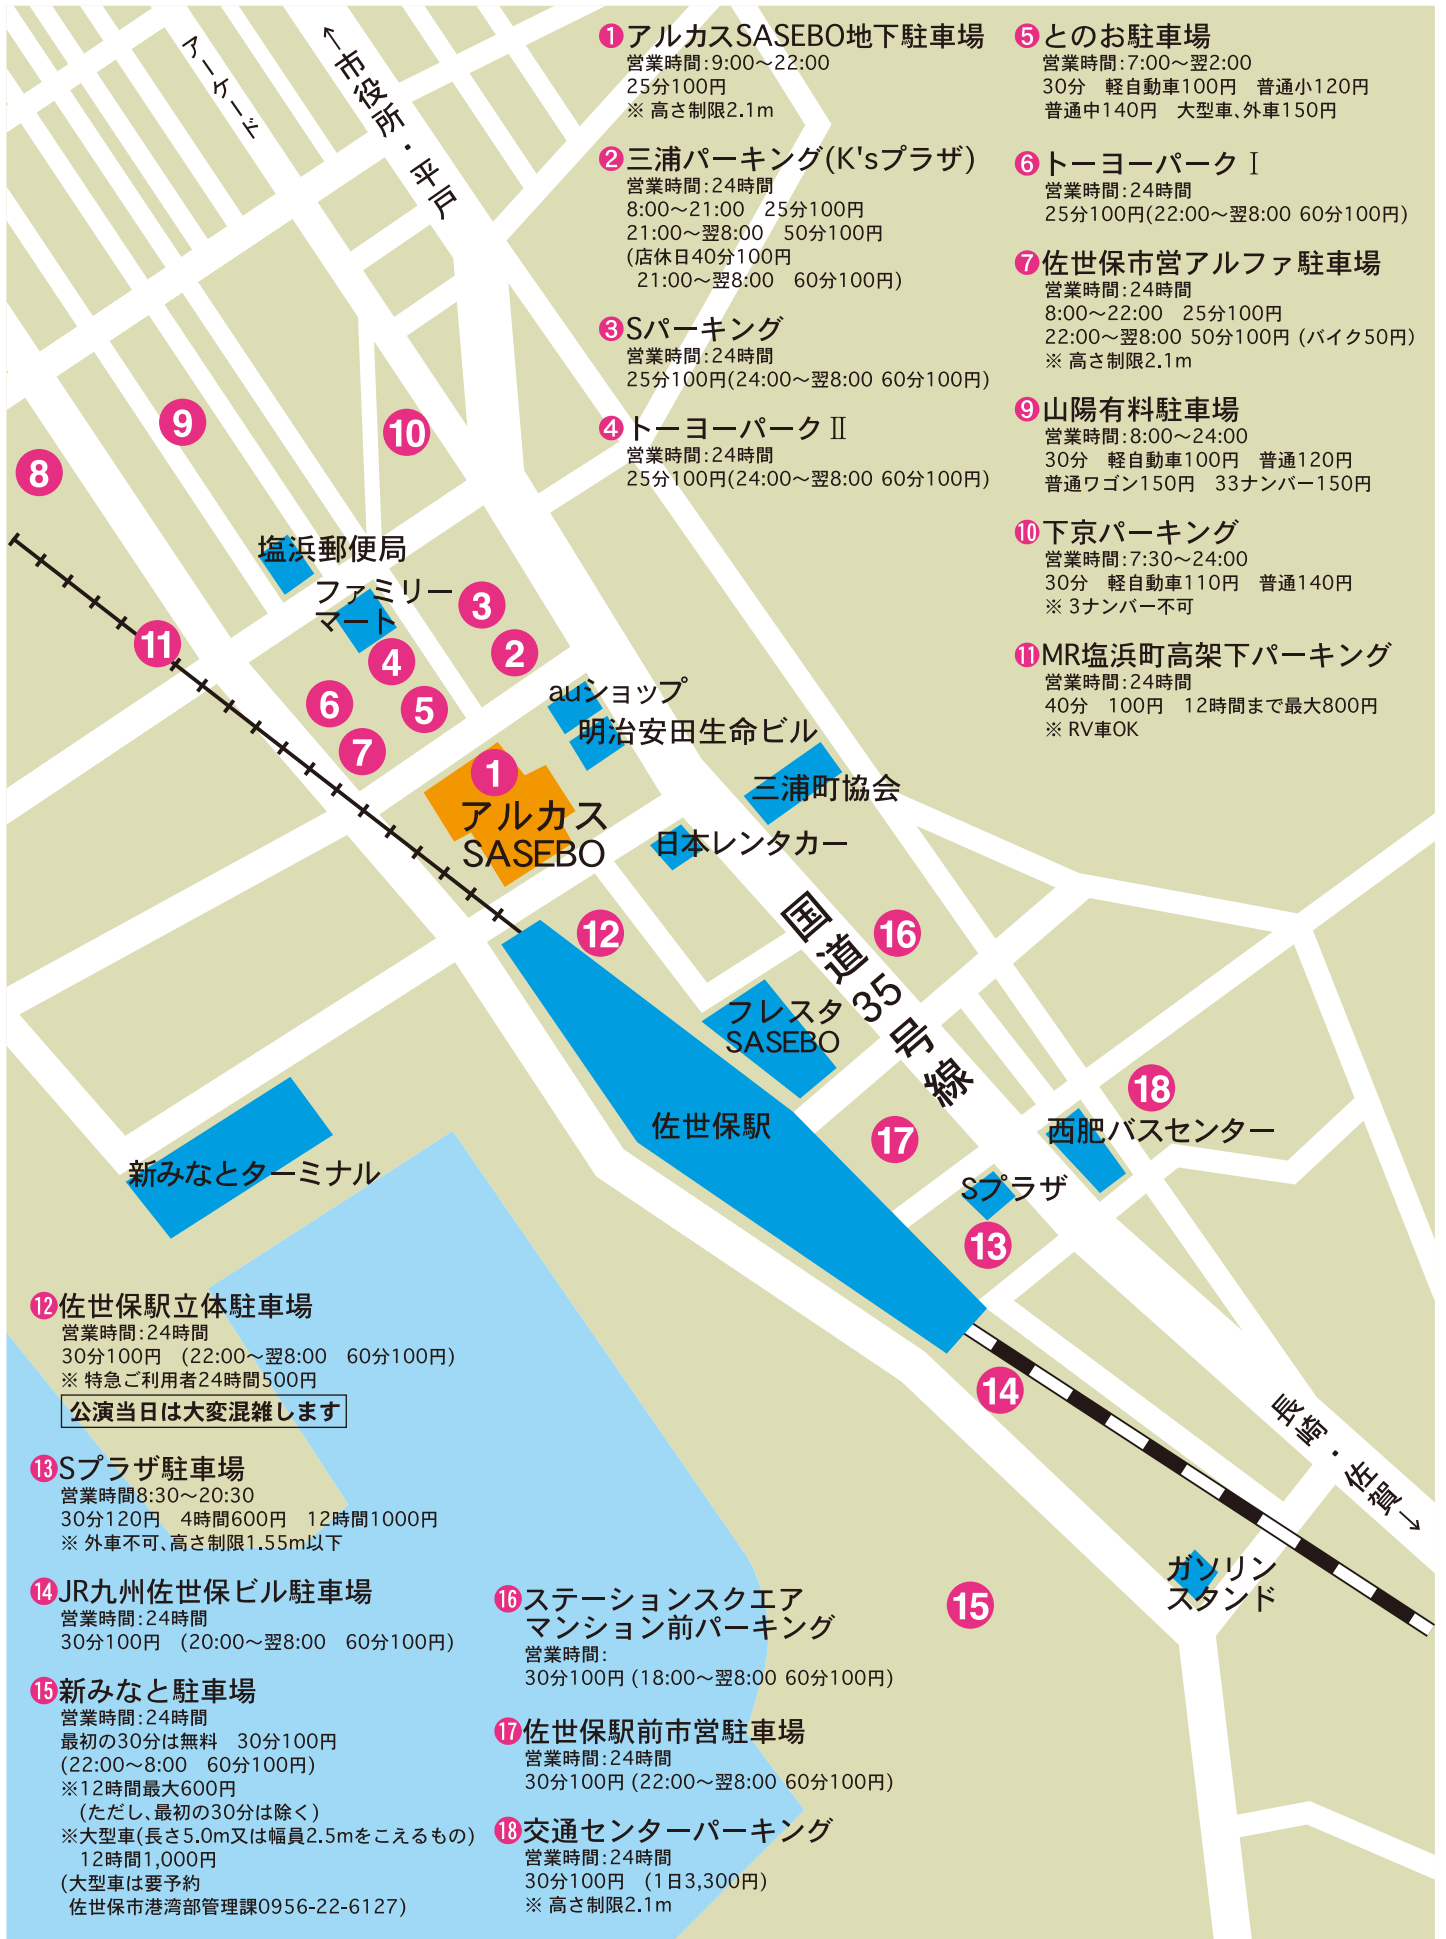 アーケード
←市役所・平戸
❶アルカスSASEBO地下駐車場
営業時間:9:00〜22:00
25分100円
※ 高さ制限2.1m
❷三浦パーキング(K'sプラザ)
営業時間:24時間
8:00〜21:00　25分100円
21:00〜翌8:00　50分100円
(店休日40分100円
21:00〜翌8:00　60分100円)
❸Sパーキング
営業時間:24時間
25分100円(24:00〜翌8:00 60分100円)
❹トーヨーパークⅡ
営業時間:24時間
25分100円(24:00〜翌8:00 60分100円)
❺とのお駐車場
営業時間:7:00〜翌2:00
30分　軽自動車100円　普通小120円
普通中140円　大型車、外車150円
❻トーヨーパークⅠ
営業時間:24時間
25分100円(22:00〜翌8:00 60分100円)
❼佐世保市営アルファ駐車場
営業時間:24時間
8:00〜22:00　25分100円
22:00〜翌8:00 50分100円 (バイク50円)
※ 高さ制限2.1m
❾山陽有料駐車場
営業時間:8:00〜24:00
30分　軽自動車100円　普通120円
普通ワゴン150円　33ナンバー150円
❿下京パーキング
営業時間:7:30〜24:00
30分　軽自動車110円　普通140円
※ 3ナンバー不可
⓫MR塩浜町高架下パーキング
営業時間:24時間
40分　100円　12時間まで最大800円
※ RV車OK
9
10
8
塩浜郵便局
ファミリー
マート
3
11
2
4
6
5
7
auショップ
明治安田生命ビル
1
アルカス
SASEBO
三浦町協会
日本レンタカー
12
16
国道35号線
フレスタ
SASEBO
18
佐世保駅
17
西肥バスセンター
Sプラザ
13
新みなとターミナル
14
長崎・佐賀→
ガソリン
スタンド
15
⓬佐世保駅立体駐車場
営業時間:24時間
30分100円　(22:00〜翌8:00　60分100円)
※ 特急ご利用者24時間500円
公演当日は大変混雑します
⓭Sプラザ駐車場
営業時間8:30〜20:30
30分120円　4時間600円　12時間1000円
※ 外車不可、高さ制限1.55m以下
⓮JR九州佐世保ビル駐車場
営業時間:24時間
30分100円　(20:00〜翌8:00　60分100円)
⓯新みなと駐車場
営業時間:24時間
最初の30分は無料　30分100円
(22:00〜8:00　60分100円)
※12時間最大600円
(ただし、最初の30分は除く)
※大型車(長さ5.0m又は幅員2.5mをこえるもの)
12時間1,000円
(大型車は要予約
佐世保市港湾部管理課0956-22-6127)
⓰ステーションスクエア
マンション前パーキング
営業時間:
30分100円 (18:00〜翌8:00 60分100円)
⓱佐世保駅前市営駐車場
営業時間:24時間
30分100円 (22:00〜翌8:00 60分100円)
⓲交通センターパーキング
営業時間:24時間
30分100円　(1日3,300円)
※ 高さ制限2.1m